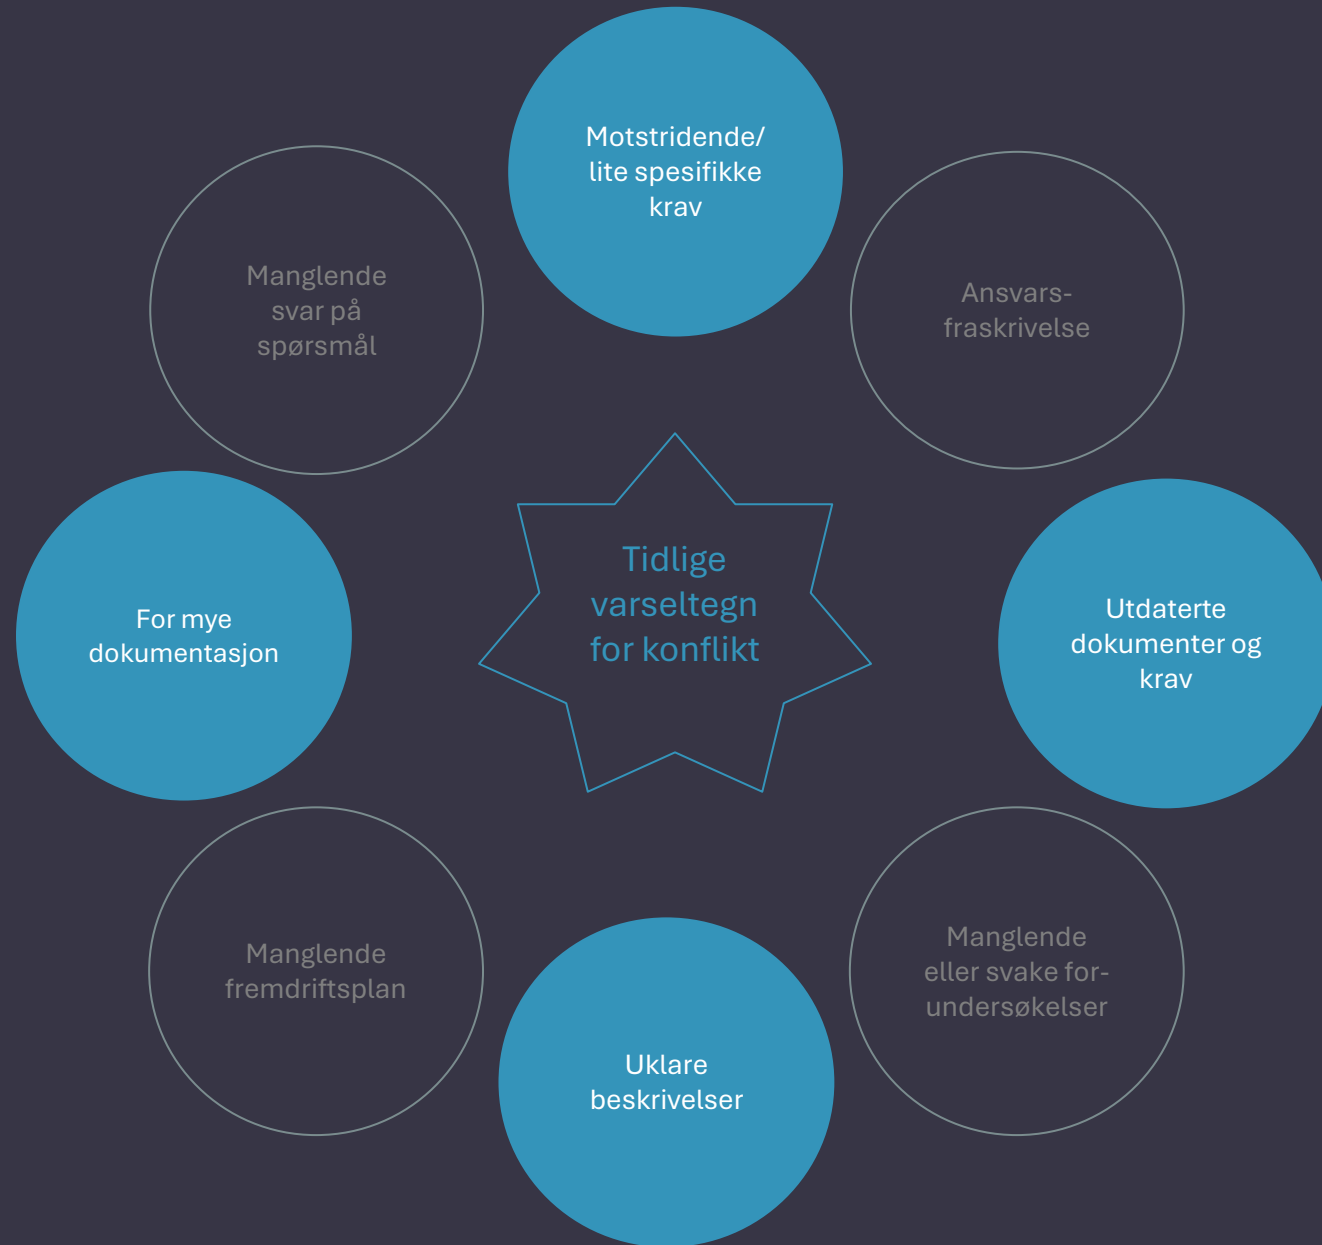 Motstridende/
lite spesifikke
krav
Manglende
svar på
spørsmål
Ansvars-
fraskrivelse
Tidlige
varseltegn
for konflikt
For mye
dokumentasjon
Utdaterte
dokumenter og
krav
Manglende
fremdriftsplan
Manglende
eller svake for-
undersøkelser
Uklare
beskrivelser